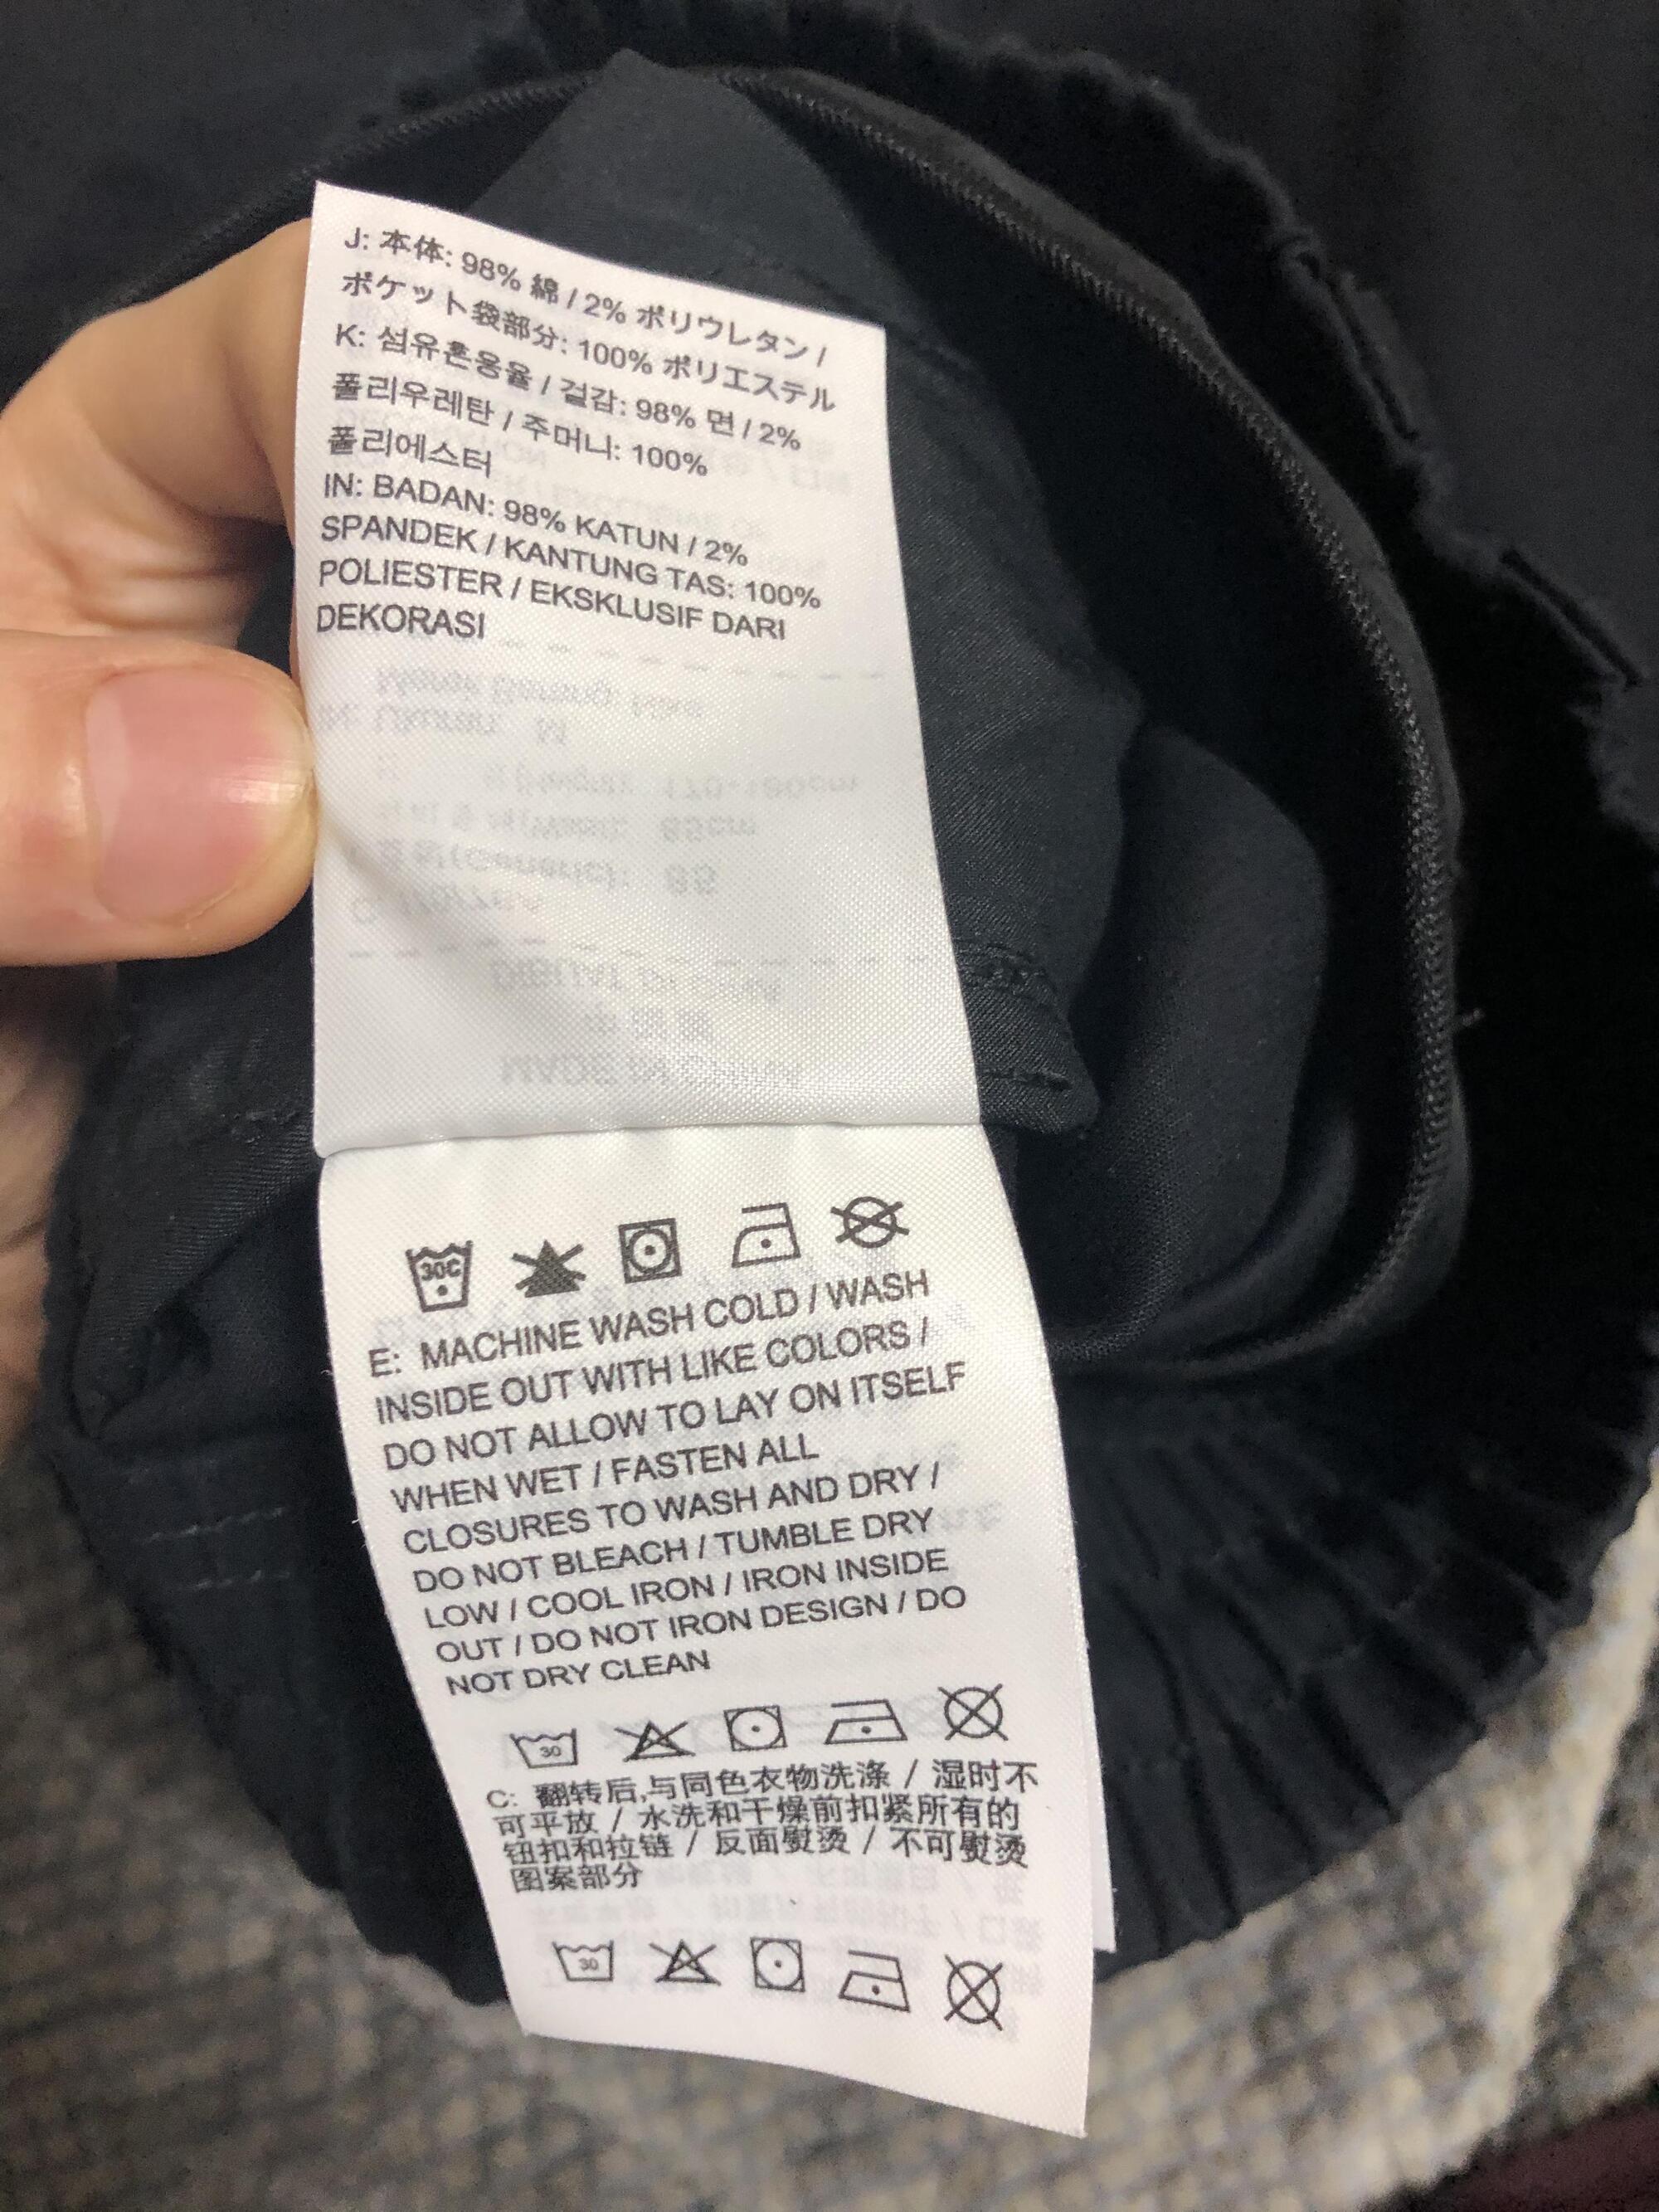 J: 本体: 98% 綿 / 2% ポリウレタン /
ポケット袋部分: 100% ポリエステル
K: 섬유혼용율 / 겉감: 98% 면 / 2%
폴리우레탄 / 주머니: 100%
폴리에스터
IN: BADAN: 98% KATUN / 2%
SPANDEK / KANTUNG TAS: 100%
POLIESTER / EKSKLUSIF DARI
DEKORASI
30C
E: MACHINE WASH COLD / WASH
INSIDE OUT WITH LIKE COLORS /
DO NOT ALLOW TO LAY ON ITSELF
WHEN WET / FASTEN ALL
CLOSURES TO WASH AND DRY /
DO NOT BLEACH / TUMBLE DRY
LOW / COOL IRON / IRON INSIDE
OUT / DO NOT IRON DESIGN / DO
NOT DRY CLEAN
30
C: 翻转后,与同色衣物洗涤 / 湿时不
可平放 / 水洗和干燥前扣紧所有的
钮扣和拉链 / 反面熨烫 / 不可熨烫
图案部分
30